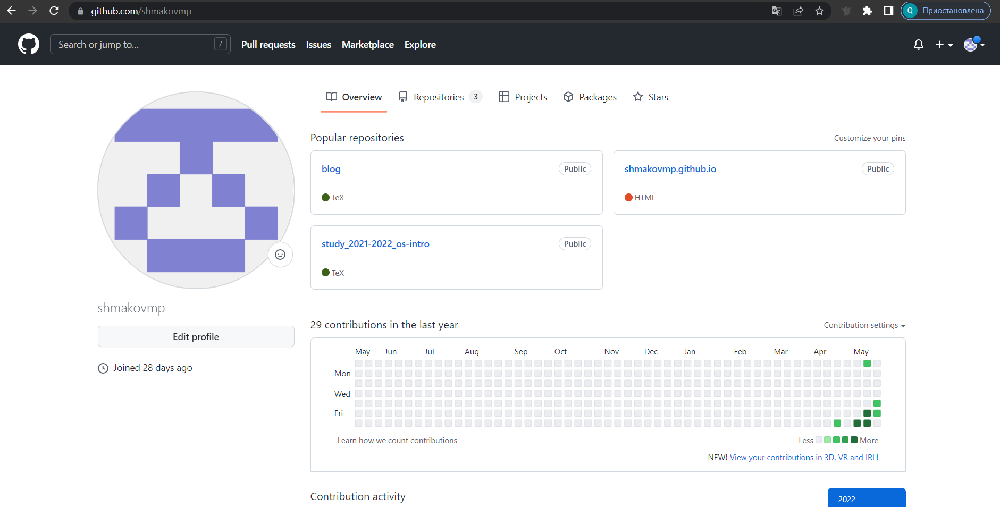 github.com/shmakovmp
Q Приостановлена
Search or jump to... /
Pull requests Issues Marketplace Explore
Overview Repositories 3 Projects Packages Stars
Popular repositories Customize your pins
blog Public
TeX
shmakovmp.github.io Public
HTML
study_2021-2022_os-intro Public
TeX
shmakovmp
Edit profile
Joined 28 days ago
29 contributions in the last year Contribution settings
May Jun Jul Aug Sep Oct Nov Dec Jan Feb Mar Apr May
Mon
Wed
Fri
Learn how we count contributions Less More
NEW! View your contributions in 3D, VR and IRL!
Contribution activity 2022